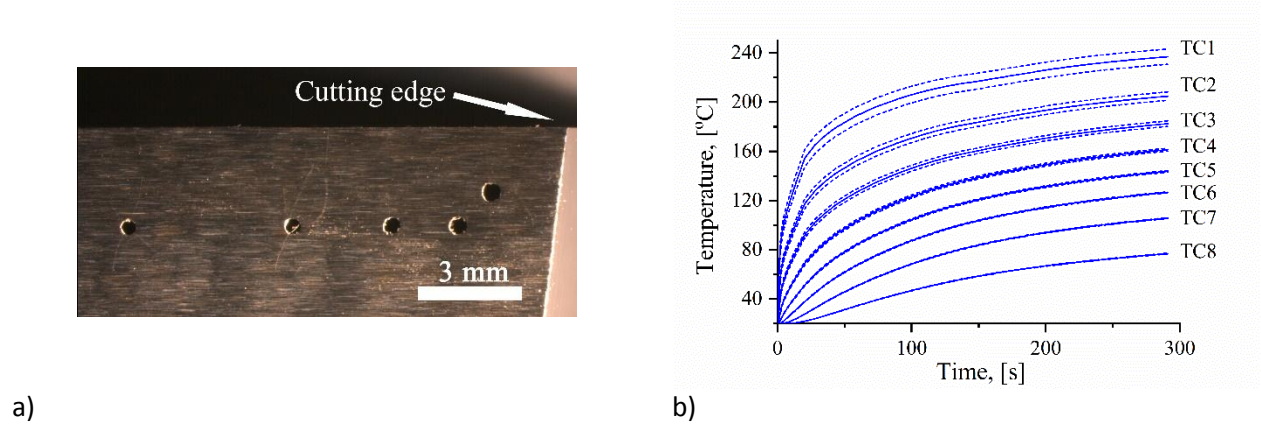 Cutting edge
3 mm
a)
240
200
160
120
80
40
0
100
200
300
Temperature, [ºC]
Time, [s]
TC1
TC2
TC3
TC4
TC5
TC6
TC7
TC8
b)